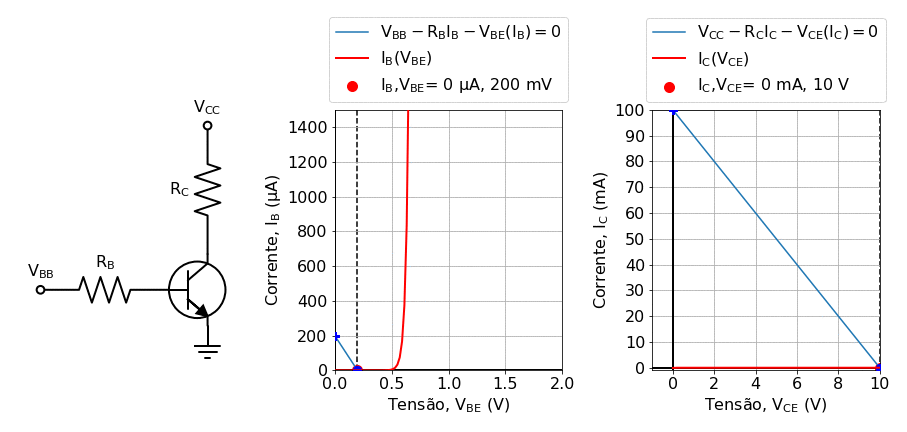 V_CC
R_C
R_B
V_BB
V_BB − R_B I_B − V_BE(I_B) = 0
I_B(V_BE)
I_B,V_BE= 0 µA, 200 mV
Corrente, I_B (µA)
1400
1200
1000
800
600
400
200
0
0.0 0.5 1.0 1.5 2.0
Tensão, V_BE (V)
V_CC − R_C I_C − V_CE(I_C) = 0
I_C(V_CE)
I_C,V_CE= 0 mA, 10 V
Corrente, I_C (mA)
100
90
80
70
60
50
40
30
20
10
0
0 2 4 6 8 10
Tensão, V_CE (V)